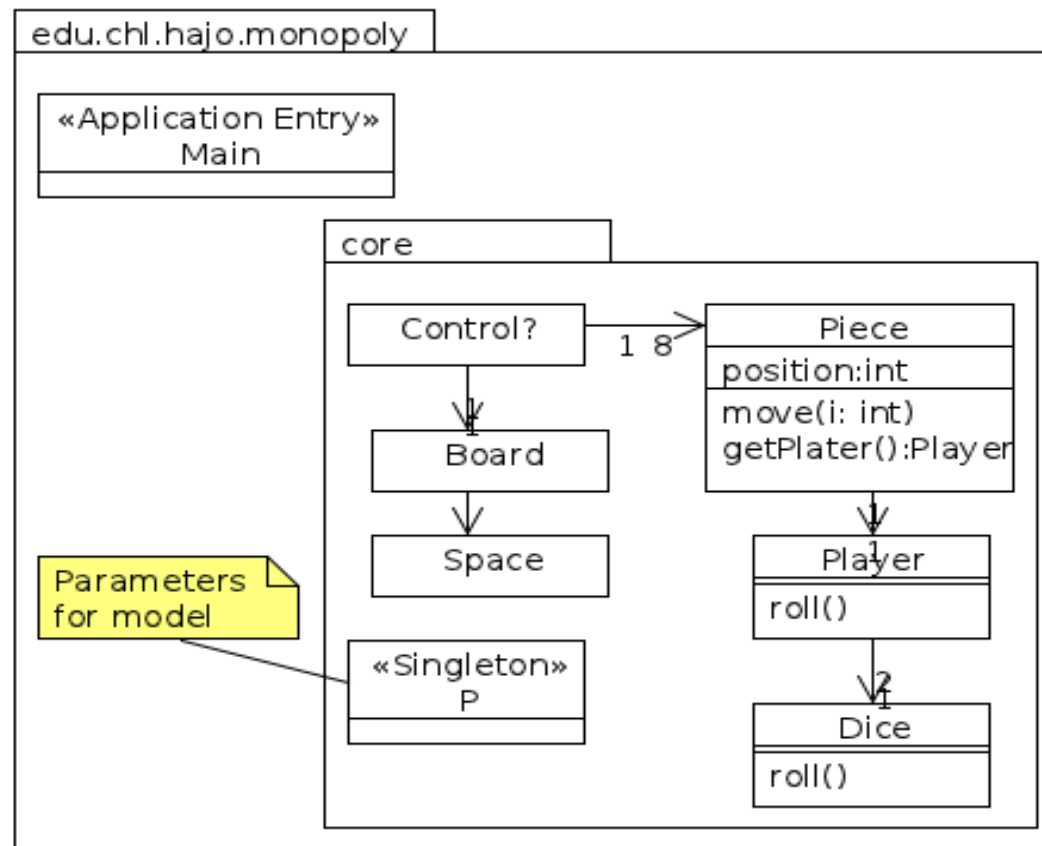 edu.chl.hajo.monopoly
«Application Entry»
Main
core
Control?
1 8
Piece
position:int
move(i: int)
getPlater():Player
1
1
Board
Space
1
1
Player
roll()
Parameters
for model
«Singleton»
P
2
1
Dice
roll()